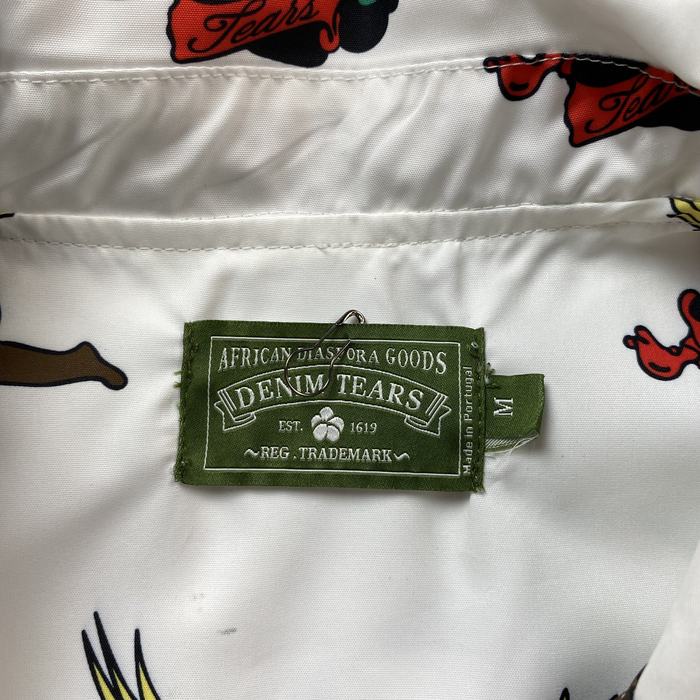 Tears
Tears
AFRICAN DIASPORA GOODS
DENIM TEARS
EST. 1619
REG. TRADEMARK
Made in Portugal
M